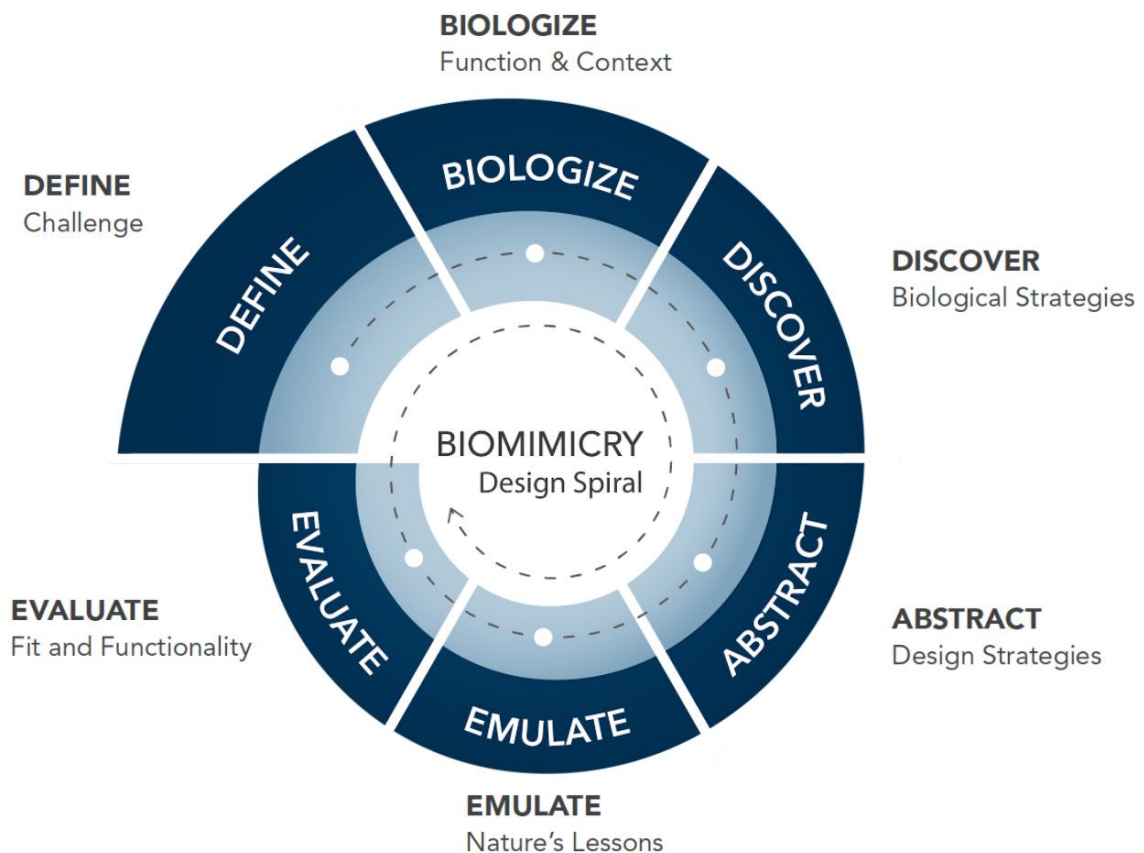 BIOLOGIZE
Function & Context
DEFINE
Challenge
BIOLOGIZE
DEFINE
DISCOVER
DISCOVER
Biological Strategies
BIOMIMICRY
Design Spiral
EVALUATE
ABSTRACT
EVALUATE
Fit and Functionality
ABSTRACT
Design Strategies
EMULATE
EMULATE
Nature's Lessons